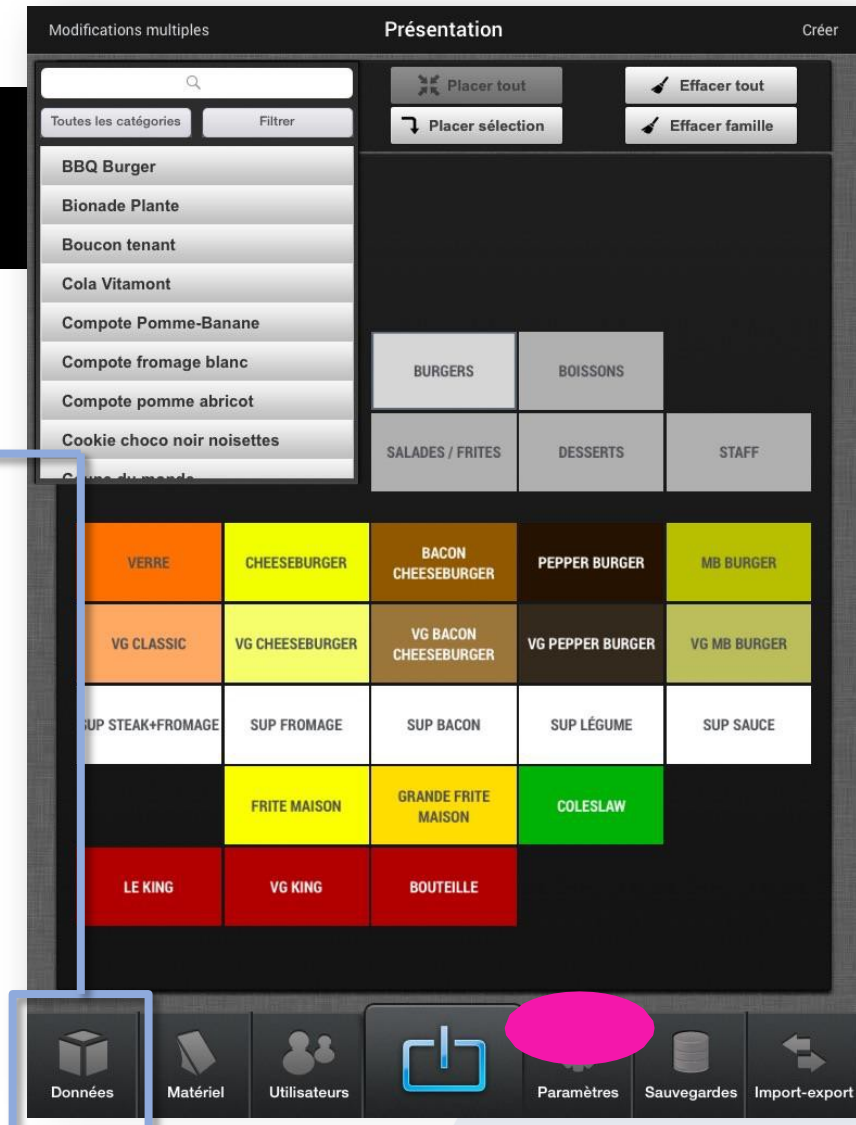 Modifications multiples Présentation Créer
Placer tout Effacer tout
Toutes les catégories Filtrer Placer sélection Effacer famille
BBQ Burger
Bionade Plante
Boucon tenant
Cola Vitamont
Compote Pomme-Banane
Compote fromage blanc
Compote pomme abricot
Cookie choco noir noisettes
BURGERS BOISSONS
SALADES / FRITES DESSERTS STAFF
VERRE CHEESEBURGER BACON CHEESEBURGER PEPPER BURGER MB BURGER
VG CLASSIC VG CHEESEBURGER VG BACON CHEESEBURGER VG PEPPER BURGER VG MB BURGER
SUP STEAK+FROMAGE SUP FROMAGE SUP BACON SUP LÉGUME SUP SAUCE
FRITE MAISON GRANDE FRITE MAISON COLESLAW
LE KING VG KING BOUTEILLE
Données Matériel Utilisateurs Paramètres Sauvegardes Import-export